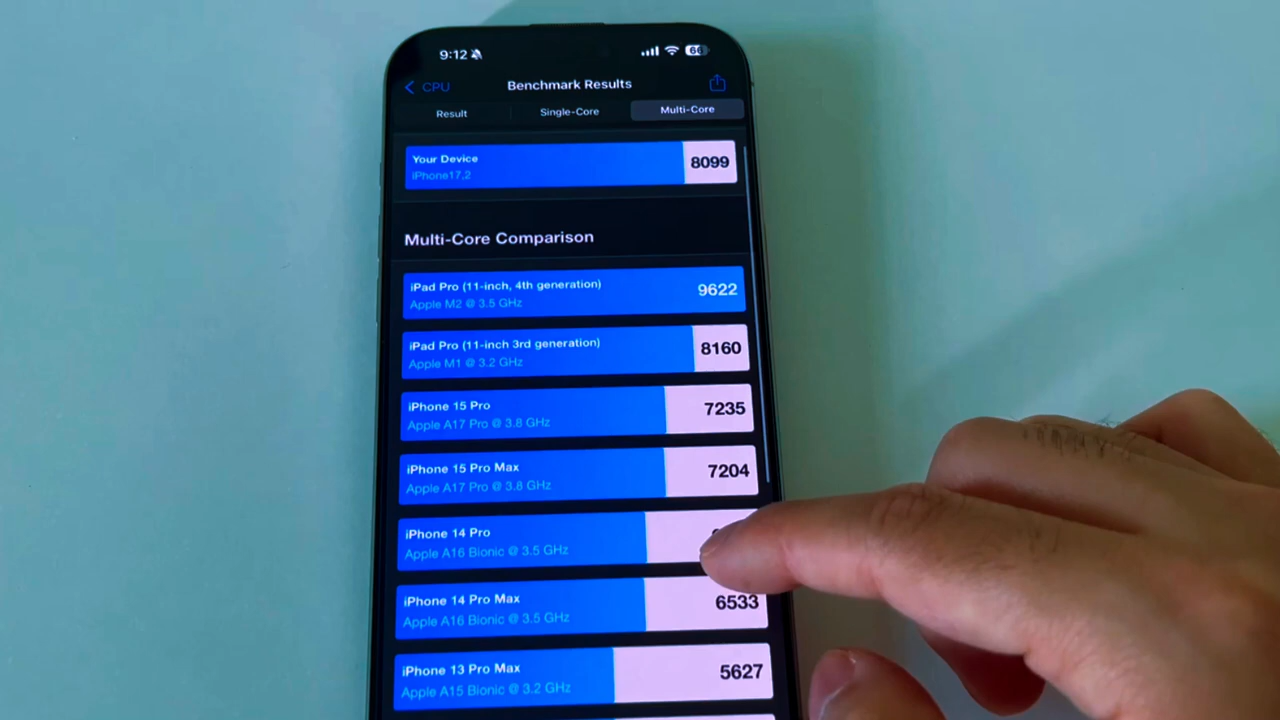 9:12
66
CPU
Benchmark Results
Result
Single-Core
Multi-Core
Your Device
iPhone17,2
8099
Multi-Core Comparison
iPad Pro (11-inch, 4th generation)
Apple M2 @ 3.5 GHz
9622
iPad Pro (11-inch 3rd generation)
Apple M1 @ 3.2 GHz
8160
iPhone 15 Pro
Apple A17 Pro @ 3.8 GHz
7235
iPhone 15 Pro Max
Apple A17 Pro @ 3.8 GHz
7204
iPhone 14 Pro
Apple A16 Bionic @ 3.5 GHz
iPhone 14 Pro Max
Apple A16 Bionic @ 3.5 GHz
6533
iPhone 13 Pro Max
Apple A15 Bionic @ 3.2 GHz
5627